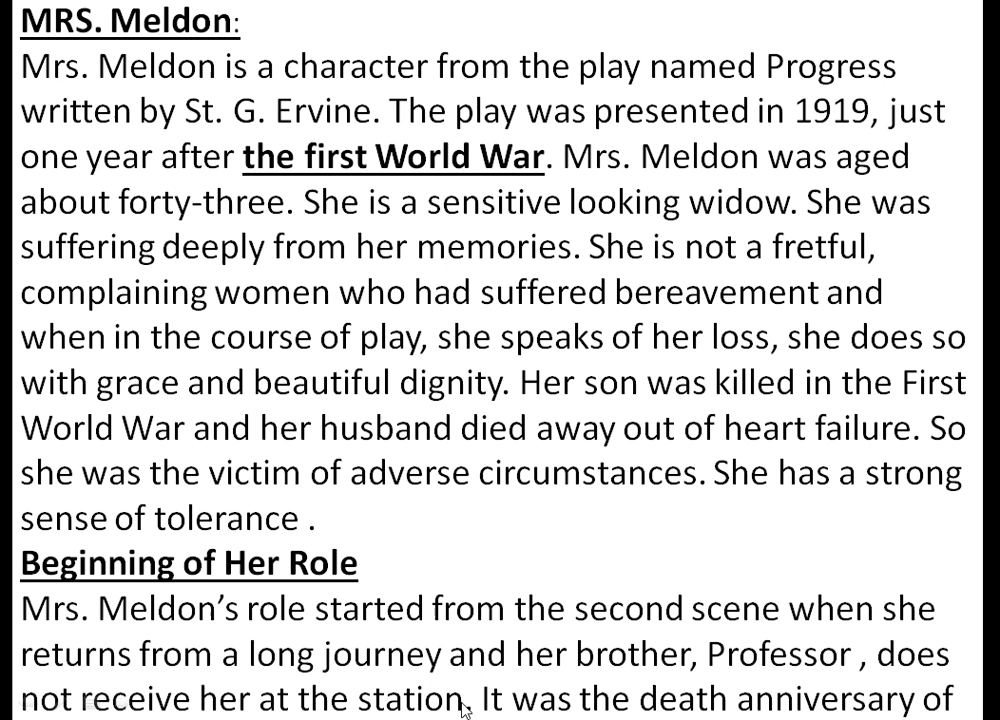 MRS. Meldon:
Mrs. Meldon is a character from the play named Progress
written by St. G. Ervine. The play was presented in 1919, just
one year after the first World War. Mrs. Meldon was aged
about forty-three. She is a sensitive looking widow. She was
suffering deeply from her memories. She is not a fretful,
complaining women who had suffered bereavement and
when in the course of play, she speaks of her loss, she does so
with grace and beautiful dignity. Her son was killed in the First
World War and her husband died away out of heart failure. So
she was the victim of adverse circumstances. She has a strong
sense of tolerance .
Beginning of Her Role
Mrs. Meldon’s role started from the second scene when she
returns from a long journey and her brother, Professor , does
not receive her at the station. It was the death anniversary of